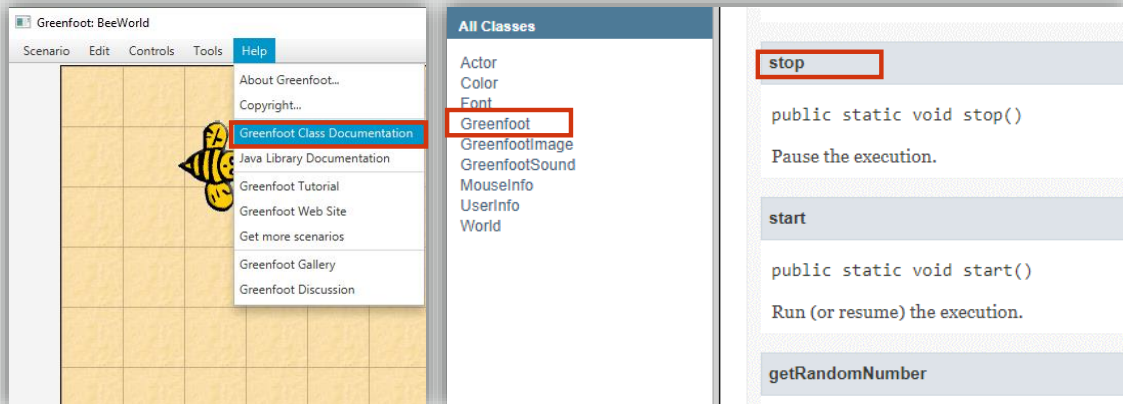 Greenfoot: BeeWorld
Scenario Edit Controls Tools Help
About Greenfoot...
Copyright...
Greenfoot Class Documentation
Java Library Documentation
Greenfoot Tutorial
Greenfoot Web Site
Get more scenarios
Greenfoot Gallery
Greenfoot Discussion
All Classes
Actor
Color
Font
Greenfoot
GreenfootImage
GreenfootSound
MouseInfo
UserInfo
World
stop
public static void stop()
Pause the execution.
start
public static void start()
Run (or resume) the execution.
getRandomNumber